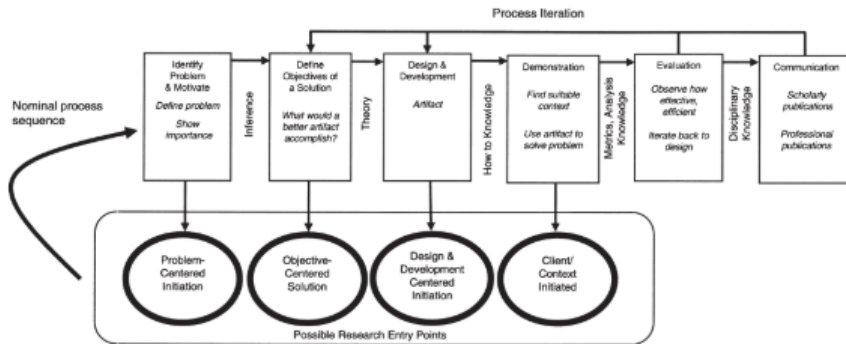 Process Iteration
Nominal process
sequence
Identify
Problem
& Motivate
Define problem
Show
importance
Inference
Define
Objectives of
a Solution
What would a
better artifact
accomplish?
Theory
Design &
Development
Artifact
How to Knowledge
Demonstration
Find suitable
context
Use artifact to
solve problem
Metrics, Analysis
Knowledge
Evaluation
Observe how
effective,
efficient
Iterate back to
design
Disciplinary
Knowledge
Communication
Scholarly
publications
Professional
publications
Problem-
Centered
Initiation
Objective-
Centered
Solution
Design &
Development
Centered
Initiation
Client/
Context
Initiated
Possible Research Entry Points